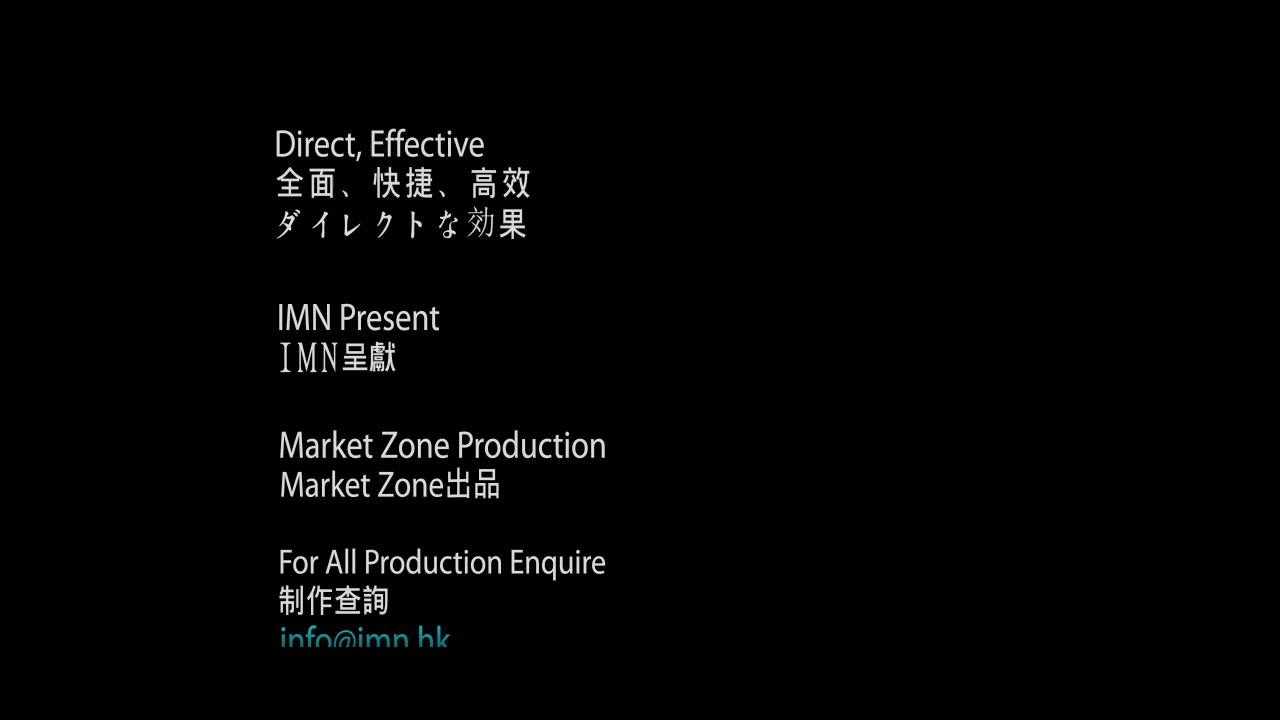 Direct, Effective
全面、快捷、高效
ダイレクトな効果
IMN Present
IMN呈獻
Market Zone Production
Market Zone出品
For All Production Enquire
制作查詢
info@imn.hk